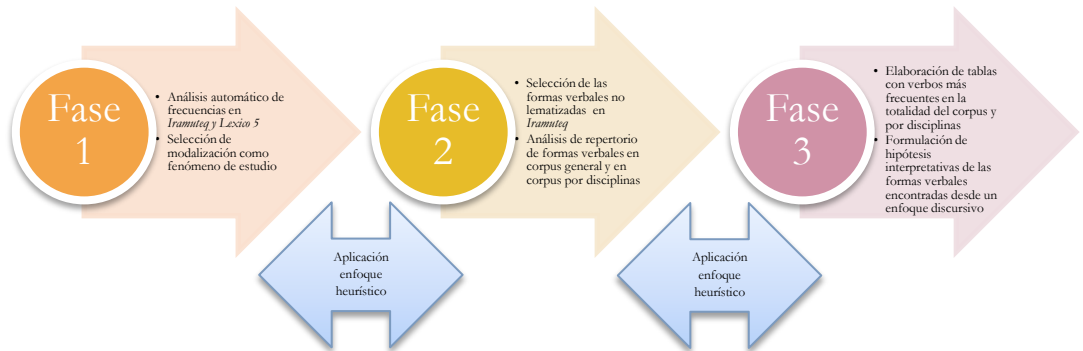 Fase
1
• Análisis automático de
frecuencias en
Iramuteq y Lexico 5
• Selección de
modalización como
fenómeno de estudio
Fase
2
• Selección de las
formas verbales no
lematizadas en
Iramuteq
• Análisis de repertorio
de formas verbales en
corpus general y en
corpus por disciplinas
Fase
3
• Elaboración de tablas
con verbos más
frecuentes en la
totalidad del corpus y
por disciplinas
• Formulación de
hipótesis
interpretativas de las
formas verbales
encontradas desde un
enfoque discursivo
Aplicación
enfoque
heurístico
Aplicación
enfoque
heurístico